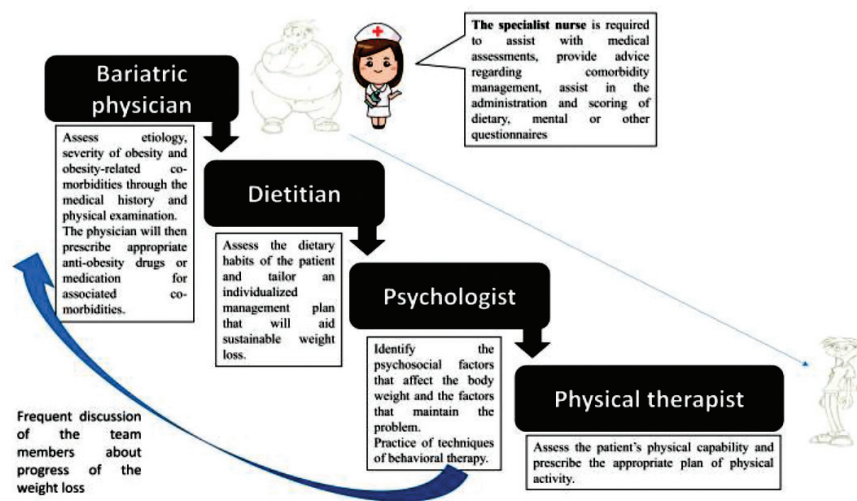 The specialist nurse is required
to assist with medical
assessments, provide advice
regarding comorbidity
management, assist in the
administration and scoring of
dietary, mental or other
questionnaires
Bariatric
physician
Assess etiology,
severity of obesity and
obesity-related co-
morbidities through the
medical history and
physical examination.
The physician will then
prescribe appropriate
anti-obesity drugs or
medication for
associated co-
morbidities.
Dietitian
Assess the dietary
habits of the patient
and tailor an
individualized
management plan
that will aid
sustainable weight
loss.
Psychologist
Identify the
psychosocial factors
that affect the body
weight and the factors
that maintain the
problem.
Practice of techniques
of behavioral therapy.
Physical therapist
Assess the patient's physical capability and
prescribe the appropriate plan of physical
activity.
Frequent discussion
of the team
members about
progress of the
weight loss